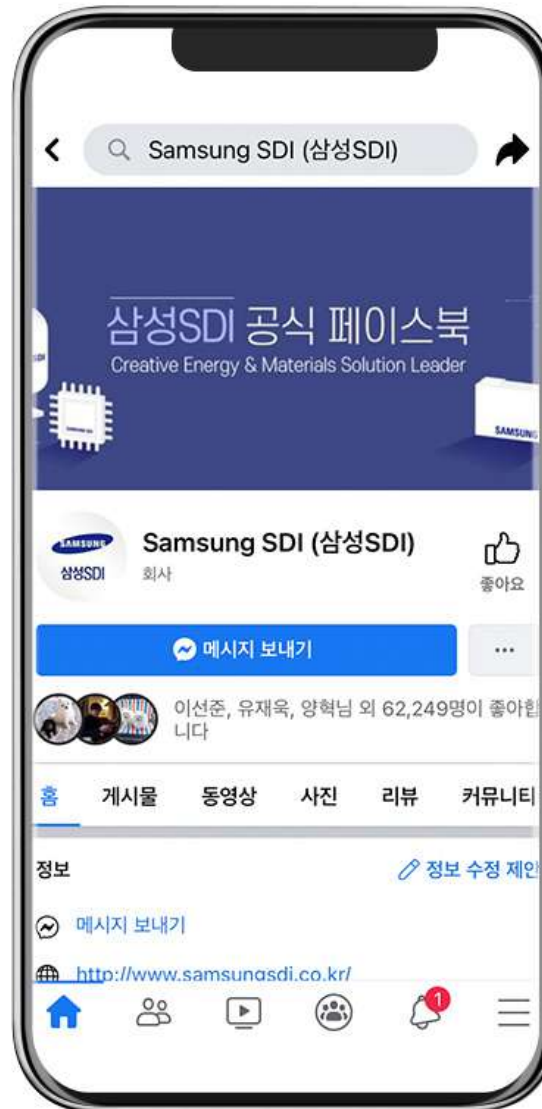 Samsung SDI (삼성SDI)
삼성SDI 공식 페이스북
Creative Energy & Materials Solution Leader
SAMSUNG
SAMSUNG
삼성SDI
Samsung SDI (삼성SDI)
회사
좋아요
메시지 보내기
이선준, 유재욱, 양혁님 외 62,249명이 좋아합
니다
홈 게시물 동영상 사진 리뷰 커뮤니티
정보
정보 수정 제안
메시지 보내기
http://www.samsungsdi.co.kr/
1